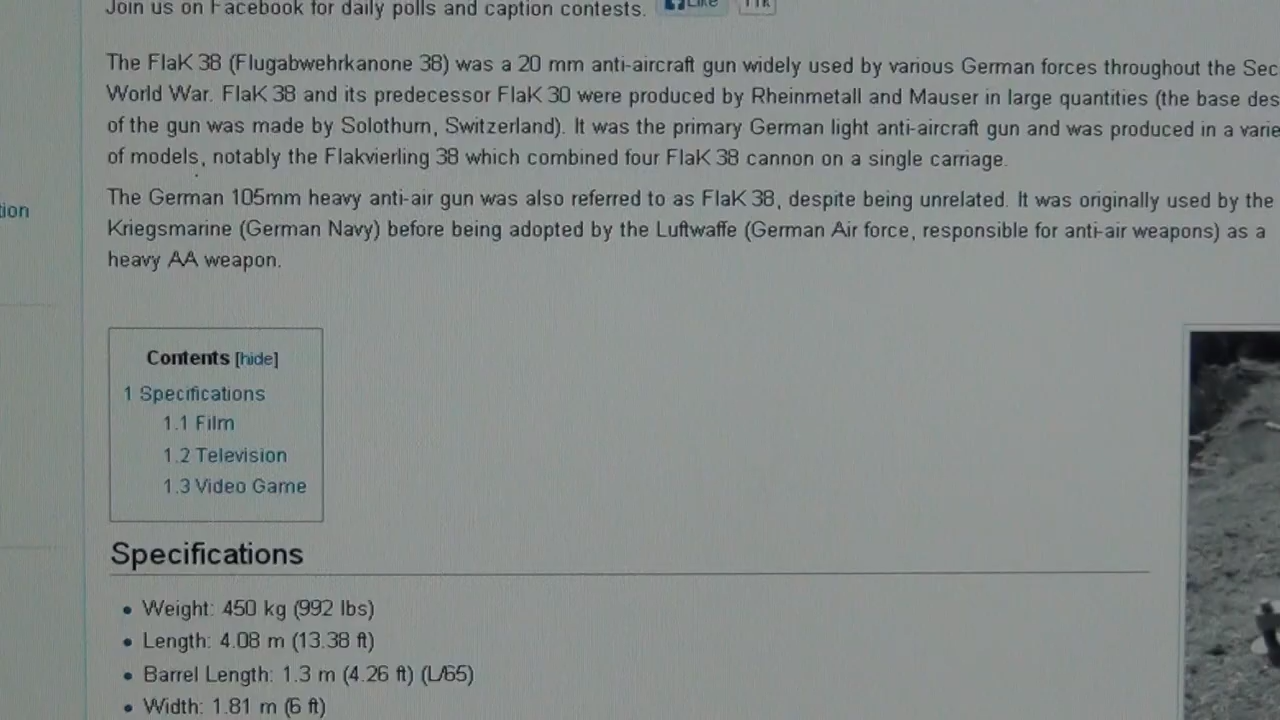 Join us on Facebook for daily polls and caption contests. Like 11k
The FlaK 38 (Flugabwehrkanone 38) was a 20 mm anti-aircraft gun widely used by various German forces throughout the Sec
World War. FlaK 38 and its predecessor FlaK 30 were produced by Rheinmetall and Mauser in large quantities (the base des
of the gun was made by Solothurn, Switzerland). It was the primary German light anti-aircraft gun and was produced in a varie
of models, notably the Flakvierling 38 which combined four FlaK 38 cannon on a single carriage.
The German 105mm heavy anti-air gun was also referred to as FlaK 38, despite being unrelated. It was originally used by the
tion
Kriegsmarine (German Navy) before being adopted by the Luftwaffe (German Air force, responsible for anti-air weapons) as a
heavy AA weapon.
Contents [hide]
1 Specifications
1.1 Film
1.2 Television
1.3 Video Game
Specifications
• Weight: 450 kg (992 lbs)
• Length: 4.08 m (13.38 ft)
• Barrel Length: 1.3 m (4.26 ft) (L/65)
• Width: 1.81 m (6 ft)